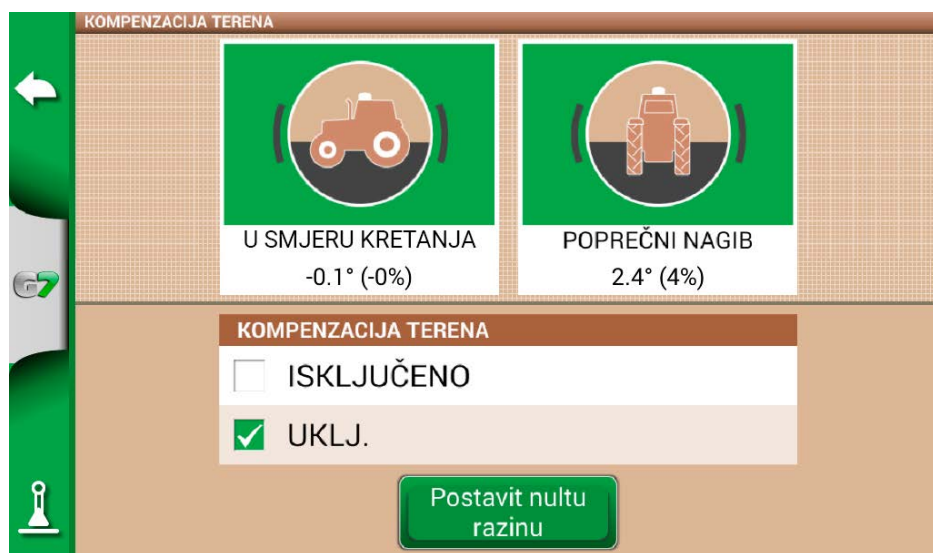 KOMPENZACIJA TERENA
U SMJERU KRETANJA
-0.1° (-0%)
POPREČNI NAGIB
2.4° (4%)
G7
KOMPENZACIJA TERENA
ISKLJUČENO
UKLJ.
Postavit nultu
razinu